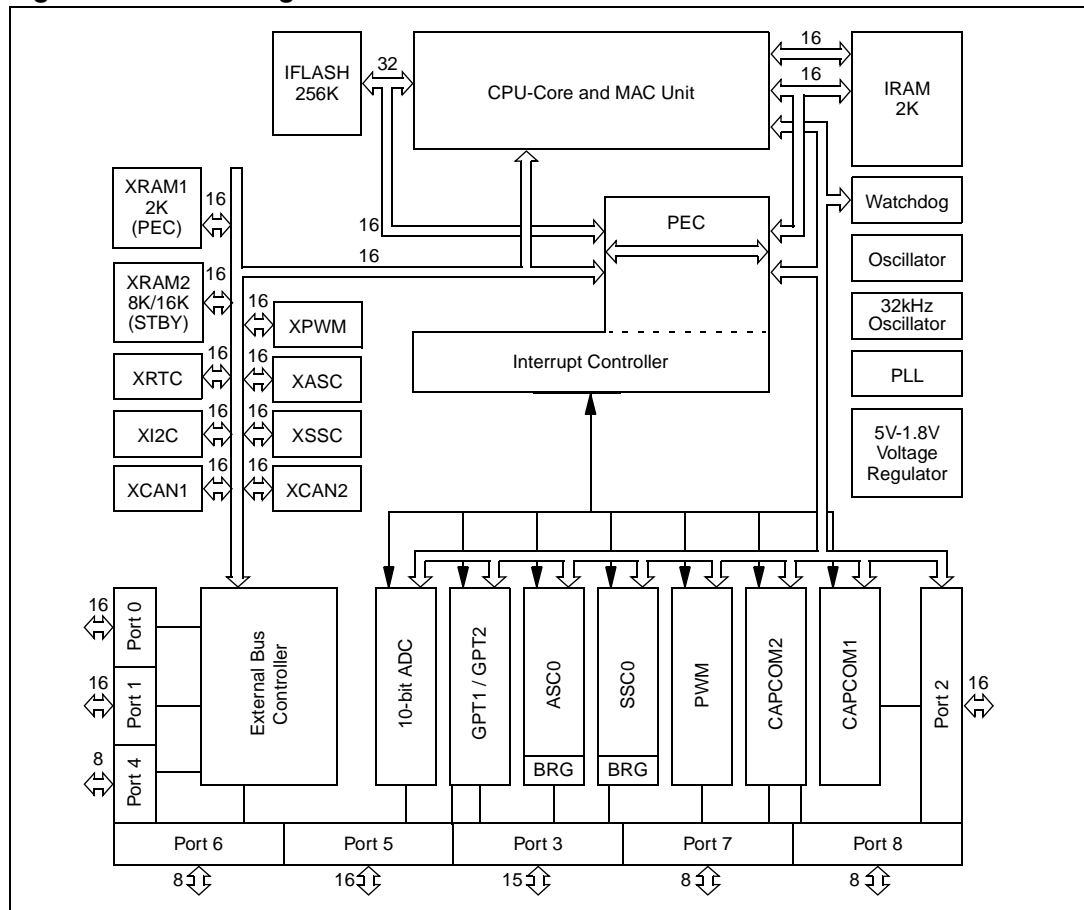 16
32
IFLASH
256K
CPU-Core and MAC Unit
16
IRAM
2K
XRAM1
2K
(PEC)
16
16
PEC
Watchdog
16
Oscillator
XRAM2
8K/16K
(STBY)
16
16
XPWM
32kHz
Oscillator
Interrupt Controller
XRTC
16
16
XASC
PLL
XI2C
16
16
XSSC
5V-1.8V
Voltage
Regulator
XCAN1
16
16
XCAN2
16
Port 0
16
Port 1
8
Port 4
External Bus
Controller
10-bit ADC
GPT1 / GPT2
ASC0
BRG
SSC0
BRG
PWM
CAPCOM2
CAPCOM1
Port 2
16
Port 6
Port 5
Port 3
Port 7
Port 8
8
16
15
8
8